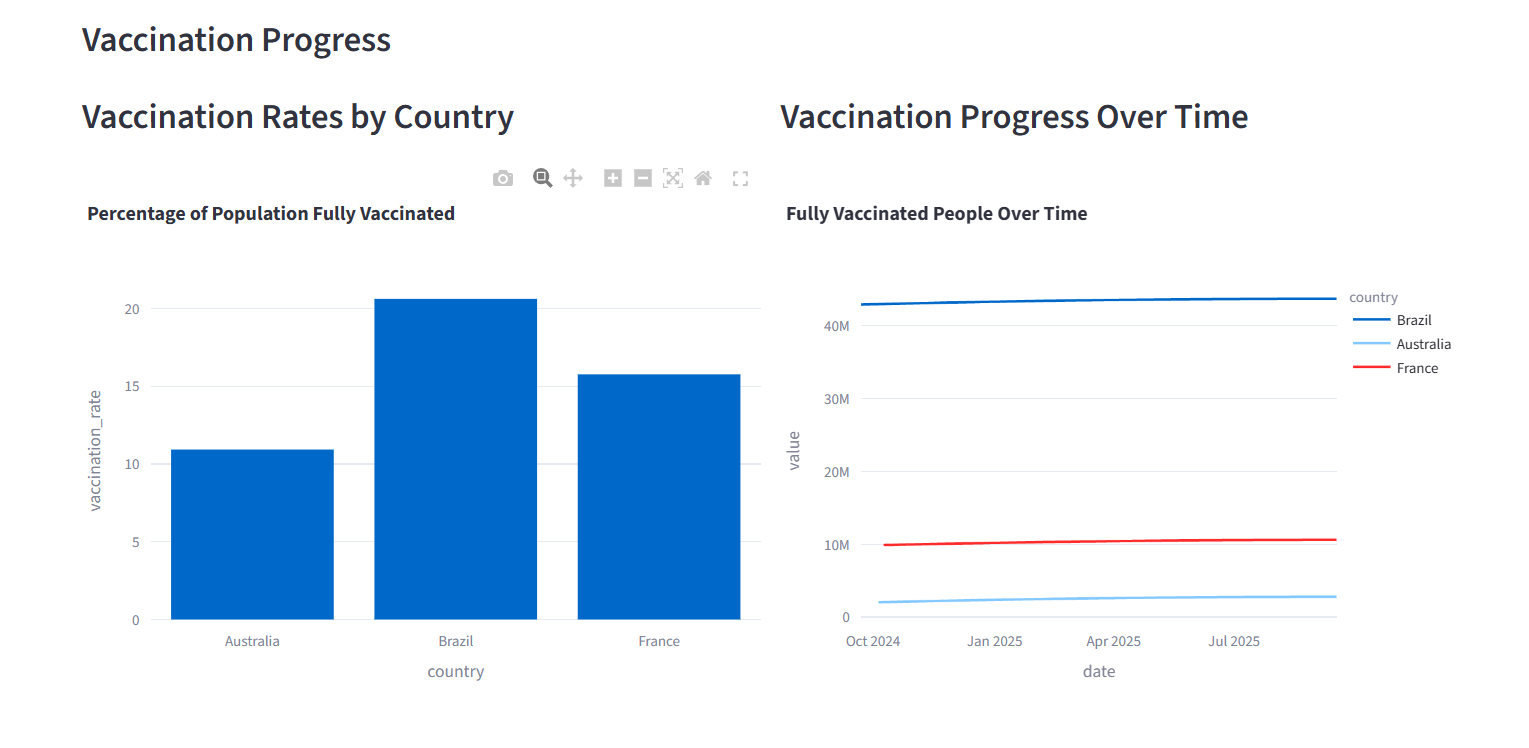 Vaccination Progress
Vaccination Rates by Country
Percentage of Population Fully Vaccinated
20
15
10
5
0
vaccination_rate
Australia
Brazil
France
country
Vaccination Progress Over Time
Fully Vaccinated People Over Time
40M
30M
20M
10M
0
value
Oct 2024
Jan 2025
Apr 2025
Jul 2025
date
country
Brazil
Australia
France